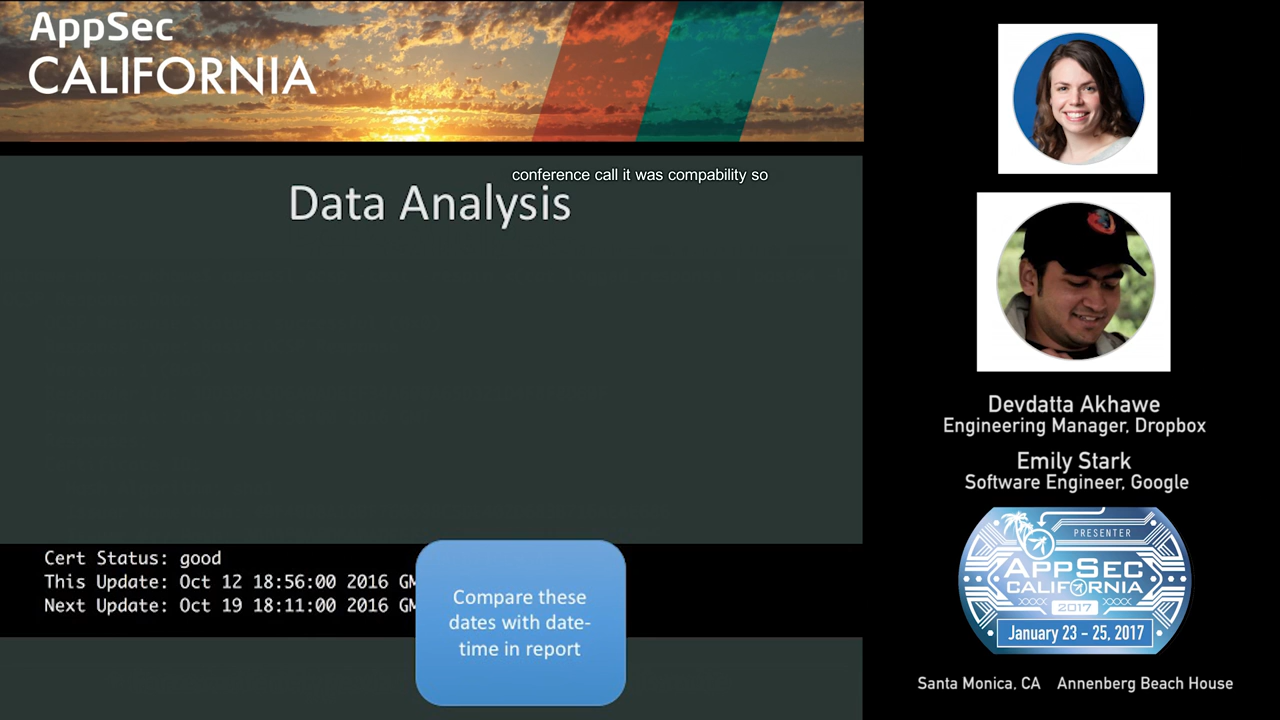 AppSec
CALIFORNIA
conference call it was compability so
Data Analysis
Cert Status: good
This Update: Oct 12 18:56:00 2016 GM
Next Update: Oct 19 18:11:00 2016 GM
Compare these
dates with date-
time in report
Devdatta Akhawe
Engineering Manager, Dropbox
Emily Stark
Software Engineer, Google
PRESENTER
APPSEC
CALIFORNIA
2017
January 23 - 25, 2017
Santa Monica, CA Annenberg Beach House